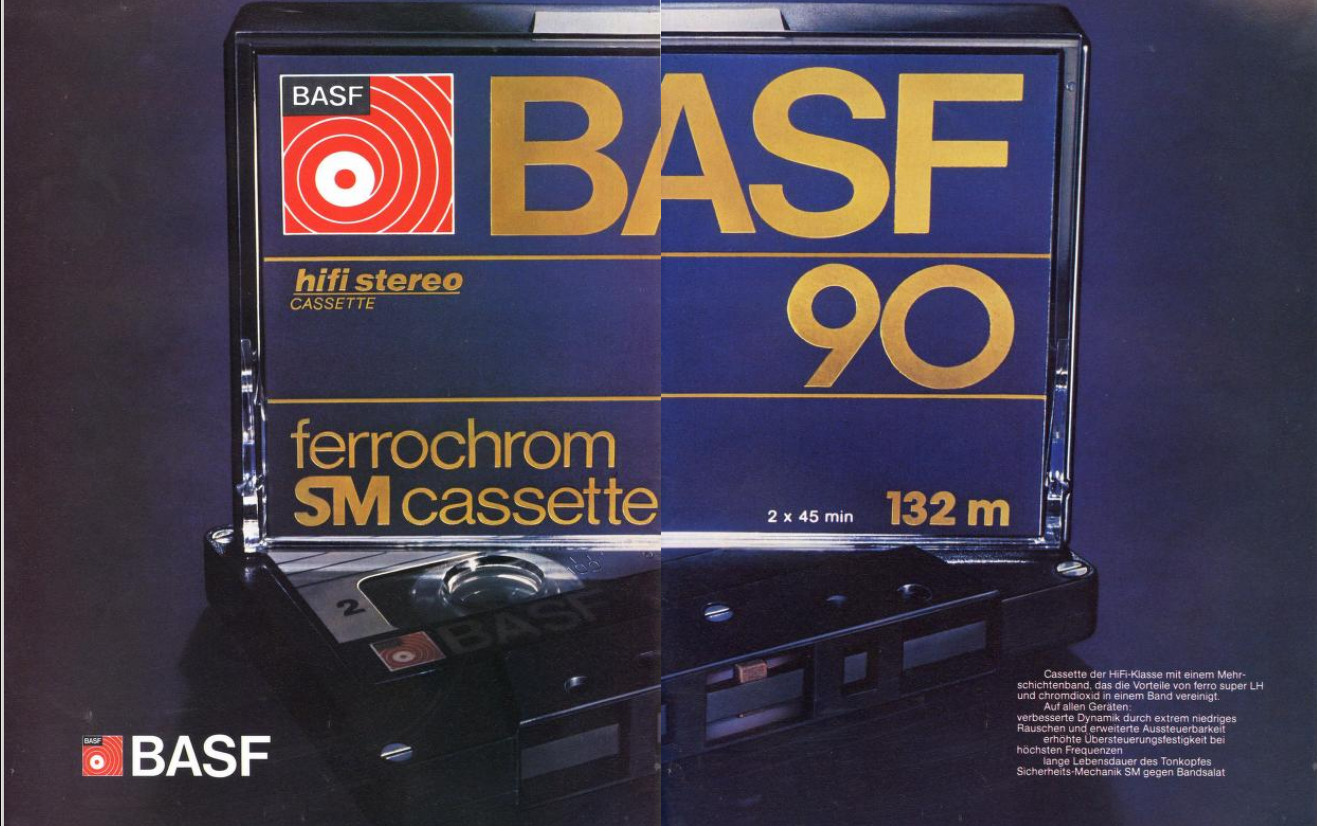 BASF
BASF
hifi stereo
CASSETTE
90
ferrochrom
SM cassette
2 x 45 min
132 m
2
90
BASF
Cassette der HiFi-Klasse mit einem Mehr-
schichtenband, das die Vorteile von ferro super LH
und chromdioxid in einem Band vereinigt.
Auf allen Geräten:
verbesserte Dynamik durch extrem niedriges
Rauschen und erweiterte Aussteuerbarkeit
erhöhte Übersteuerungsfestigkeit bei
höchsten Frequenzen
lange Lebensdauer des Tonkopfes
Sicherheits-Mechanik SM gegen Bandsalat
BASF
BASF